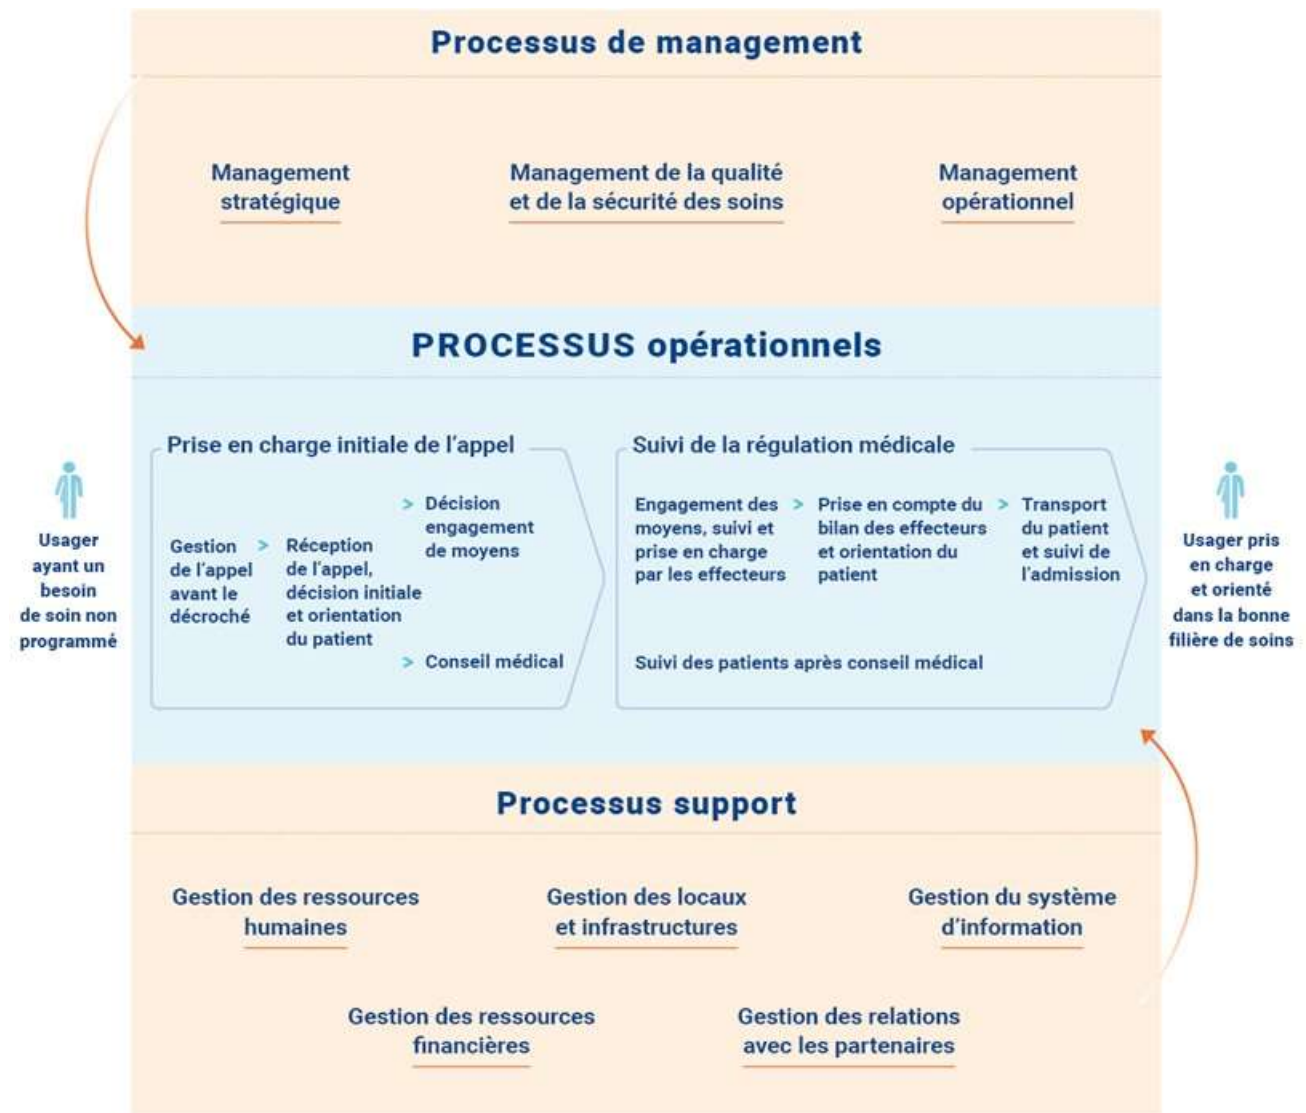 Processus de management
Management
stratégique
Management de la qualité
et de la sécurité des soins
Management
opérationnel
PROCESSUS opérationnels
Usager
ayant un
besoin
de soin non
programmé
Prise en charge initiale de l'appel
Gestion
de l'appel
avant le
décroché
>
Réception
de l'appel,
décision initiale
et orientation
du patient
> Décision
engagement
de moyens
> Conseil médical
Suivi de la régulation médicale
Engagement des
moyens, suivi et
prise en charge
par les effecteurs
>
Prise en compte du
bilan des effecteurs
et orientation du
patient
>
Transport
du patient
et suivi de
l'admission
Suivi des patients après conseil médical
Usager pris
en charge
et orienté
dans la bonne
filière de soins
Processus support
Gestion des ressources
humaines
Gestion des locaux
et infrastructures
Gestion du système
d'information
Gestion des ressources
financières
Gestion des relations
avec les partenaires